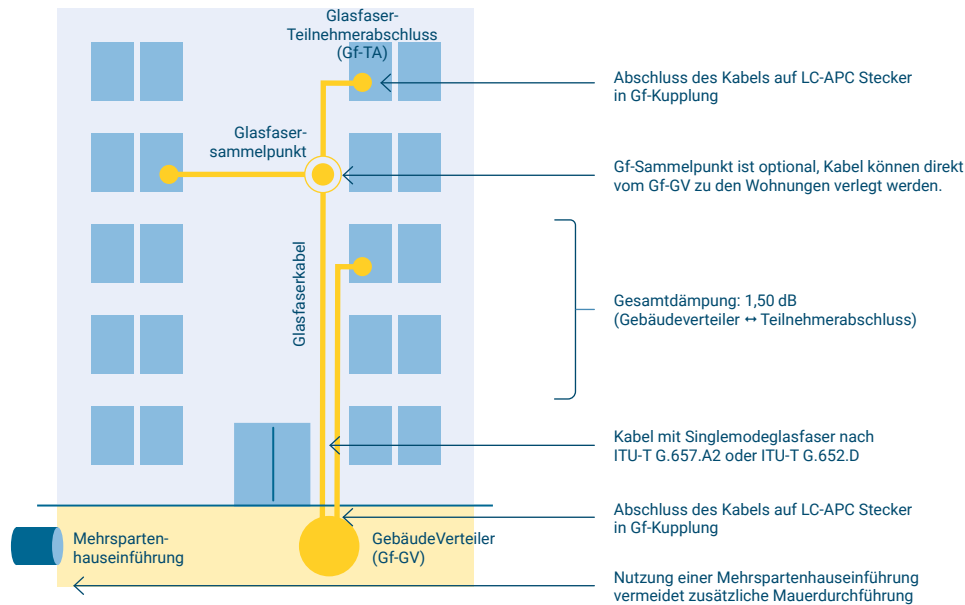 Glasfaser-
Teilnehmerabschluss
(Gf-TA)
Abschluss des Kabels auf LC-APC Stecker
in Gf-Kupplung
Glasfaser-
sammelpunkt
Gf-Sammelpunkt ist optional, Kabel können direkt
vom Gf-GV zu den Wohnungen verlegt werden.
Glasfaserkabel
Gesamtdämpfung: 1,50 dB
(Gebäudeverteiler ↔ Teilnehmerabschluss)
Kabel mit Singlemodeglasfaser nach
ITU-T G.657.A2 oder ITU-T G.652.D
Abschluss des Kabels auf LC-APC Stecker
in Gf-Kupplung
Mehrsparten-
hauseinführung
GebäudeVerteiler
(Gf-GV)
Nutzung einer Mehrspartenhauseinführung
vermeidet zusätzliche Mauerdurchführung